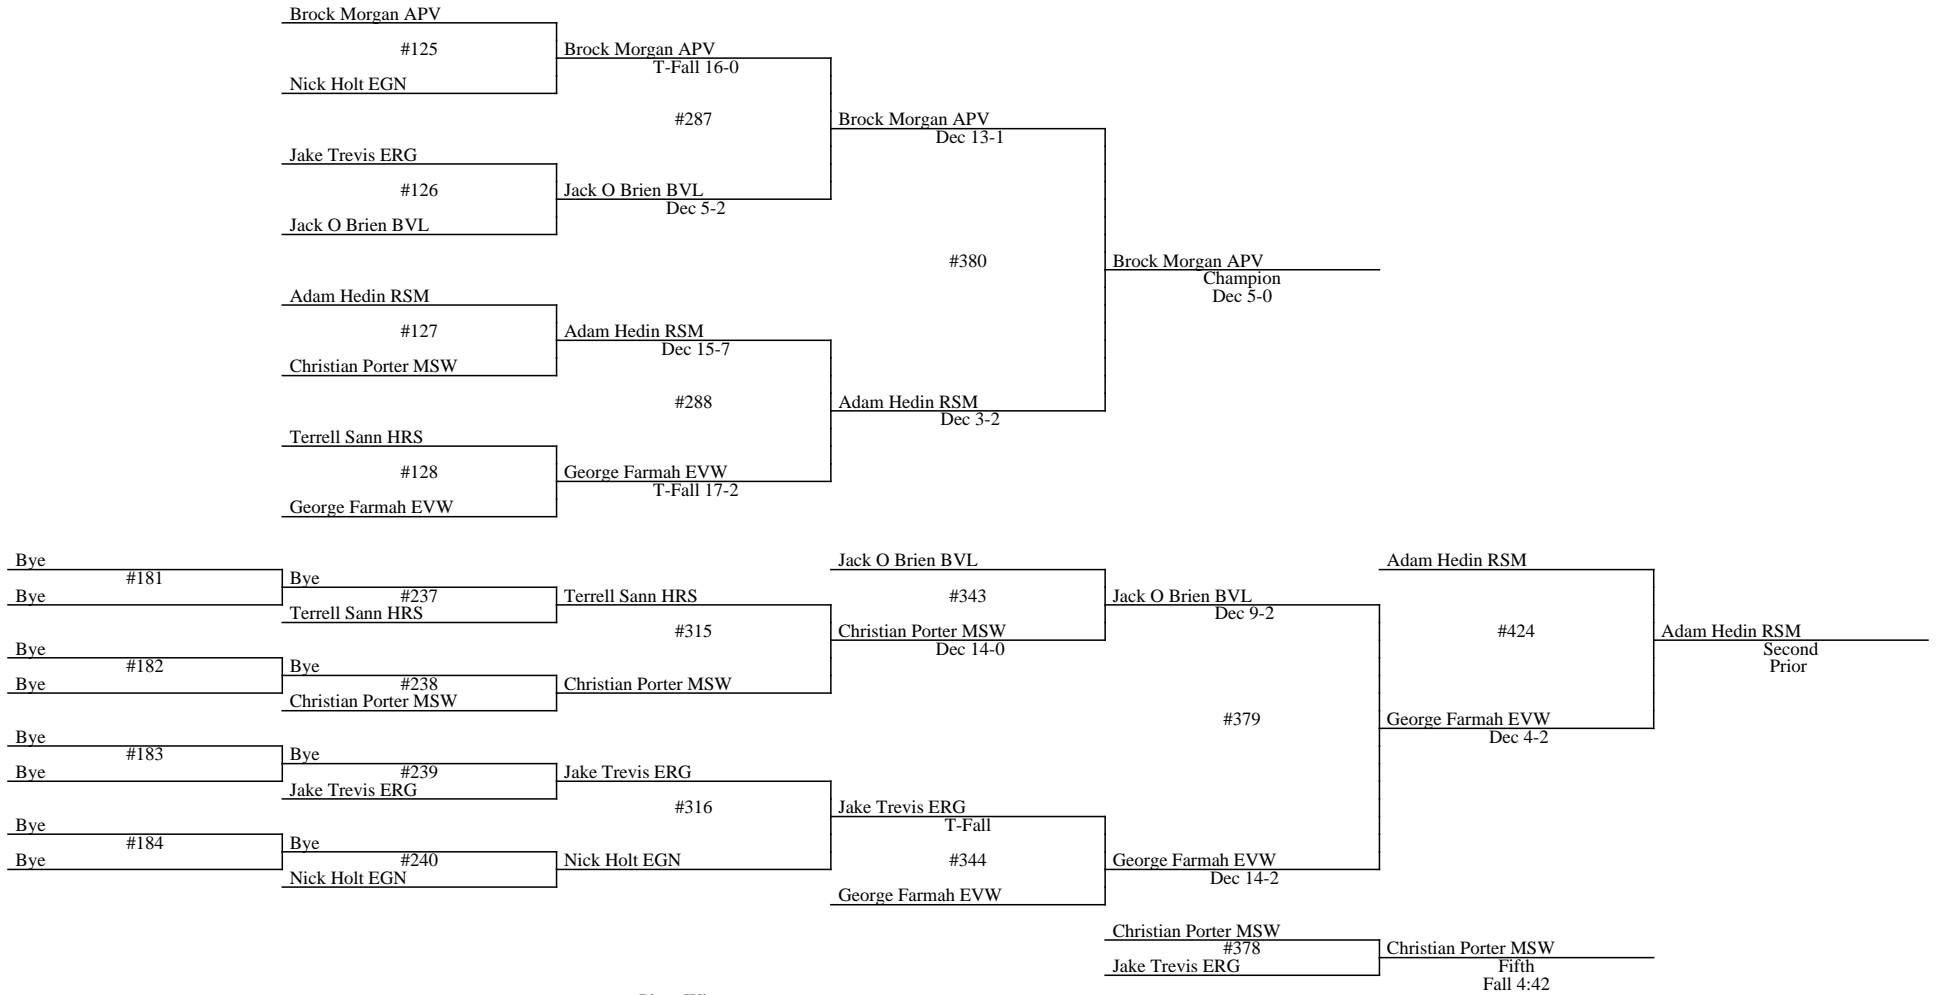 Brock Morgan APV
#125
Nick Holt EGN
Brock Morgan APV
T-Fall 16-0
#287
Jake Trevis ERG
#126
Jack O Brien BVL
Jack O Brien BVL
Dec 5-2
Brock Morgan APV
Dec 13-1
#380
Brock Morgan APV
Champion
Dec 5-0
Adam Hedin RSM
#127
Christian Porter MSW
Adam Hedin RSM
Dec 15-7
#288
Adam Hedin RSM
Dec 3-2
Terrell Sann HRS
#128
George Farmah EVW
George Farmah EVW
T-Fall 17-2
Bye
#181
Bye
Bye
#237
Terrell Sann HRS
Terrell Sann HRS
#315
Bye
#182
Bye
Bye
#238
Christian Porter MSW
Christian Porter MSW
Jack O Brien BVL
#343
Christian Porter MSW
Dec 14-0
Jack O Brien BVL
Dec 9-2
#379
Bye
#183
Bye
Bye
#239
Jake Trevis ERG
Jake Trevis ERG
#316
Bye
#184
Bye
Bye
#240
Nick Holt EGN
Nick Holt EGN
Jake Trevis ERG
T-Fall
#344
George Farmah EVW
George Farmah EVW
Dec 14-2
Adam Hedin RSM
#424
George Farmah EVW
Dec 4-2
Adam Hedin RSM
Second
Prior
Christian Porter MSW
#378
Jake Trevis ERG
Christian Porter MSW
Fifth
Fall 4:42